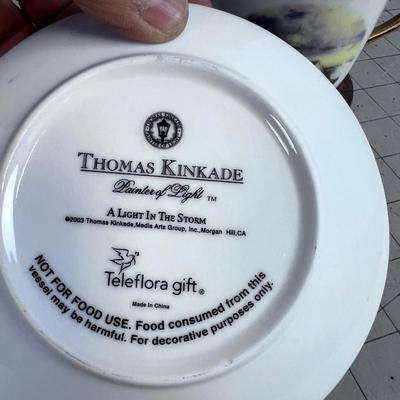 THOMAS KINKADE
Painter of Light ™
A LIGHT IN THE STORM
©2003 Thomas Kinkade,Media Arts Group, Inc.,Morgan Hill,CA
Teleflora gift®
Made In China
NOT FOR FOOD USE. Food consumed from this
vessel may be harmful. For decorative purposes only.